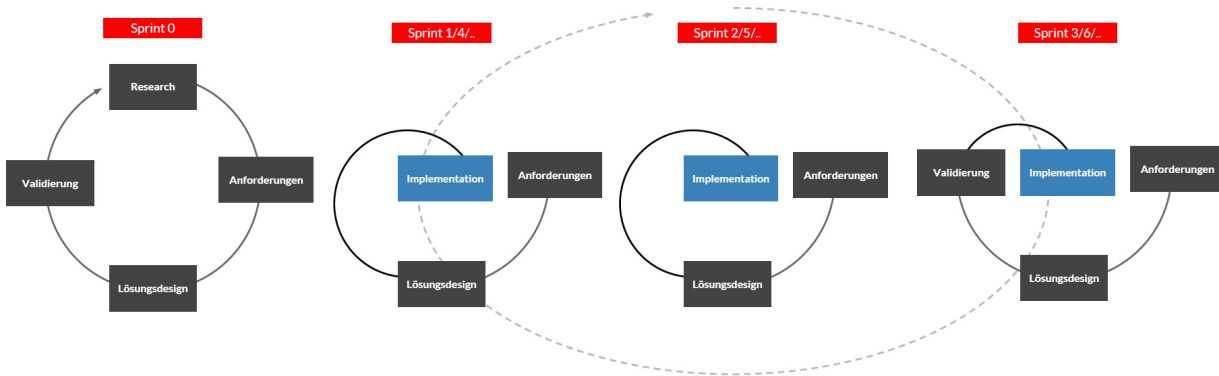 Sprint 0
Research
Validierung
Anforderungen
Lösungsdesign
Sprint 1/4/..
Implementation
Anforderungen
Lösungsdesign
Sprint 2/5/..
Implementation
Anforderungen
Lösungsdesign
Sprint 3/6/..
Validierung
Implementation
Anforderungen
Lösungsdesign